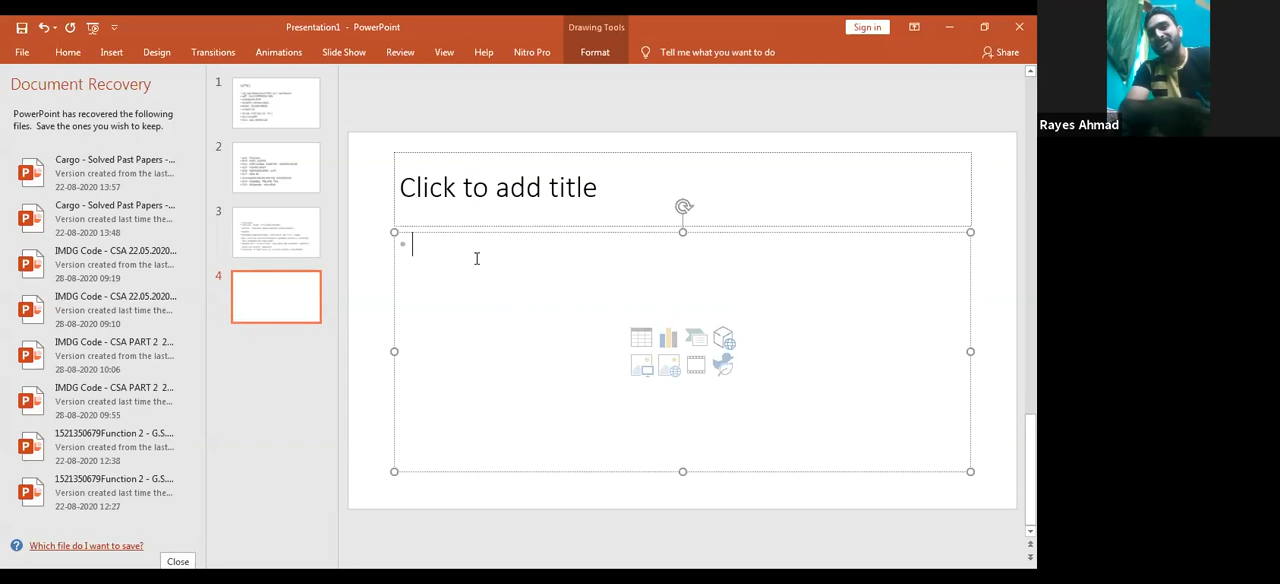 Presentation1 - PowerPoint
Drawing Tools
Sign in
File
Home
Insert
Design
Transitions
Animations
Slide Show
Review
View
Help
Nitro Pro
Format
Tell me what you want to do
Share
Document Recovery
PowerPoint has recovered the following
files. Save the ones you wish to keep.
Cargo - Solved Past Papers -...
Version created from the last...
22-08-2020 13:57
Cargo - Solved Past Papers -...
Version created last time the...
22-08-2020 13:48
IMDG Code - CSA 22.05.2020...
Version created from the last...
28-08-2020 09:19
IMDG Code - CSA 22.05.2020...
Version created last time the...
28-08-2020 09:10
IMDG Code - CSA PART 2 2...
Version created from the last...
28-08-2020 10:06
IMDG Code - CSA PART 2 2...
Version created last time the...
28-08-2020 09:55
1521350679Function 2 - G.S....
Version created from the last...
22-08-2020 12:38
1521350679Function 2 - G.S....
Version created last time the...
22-08-2020 12:27
Which file do I want to save?
Close
1
2
3
4
Click to add title
Rayes Ahmad